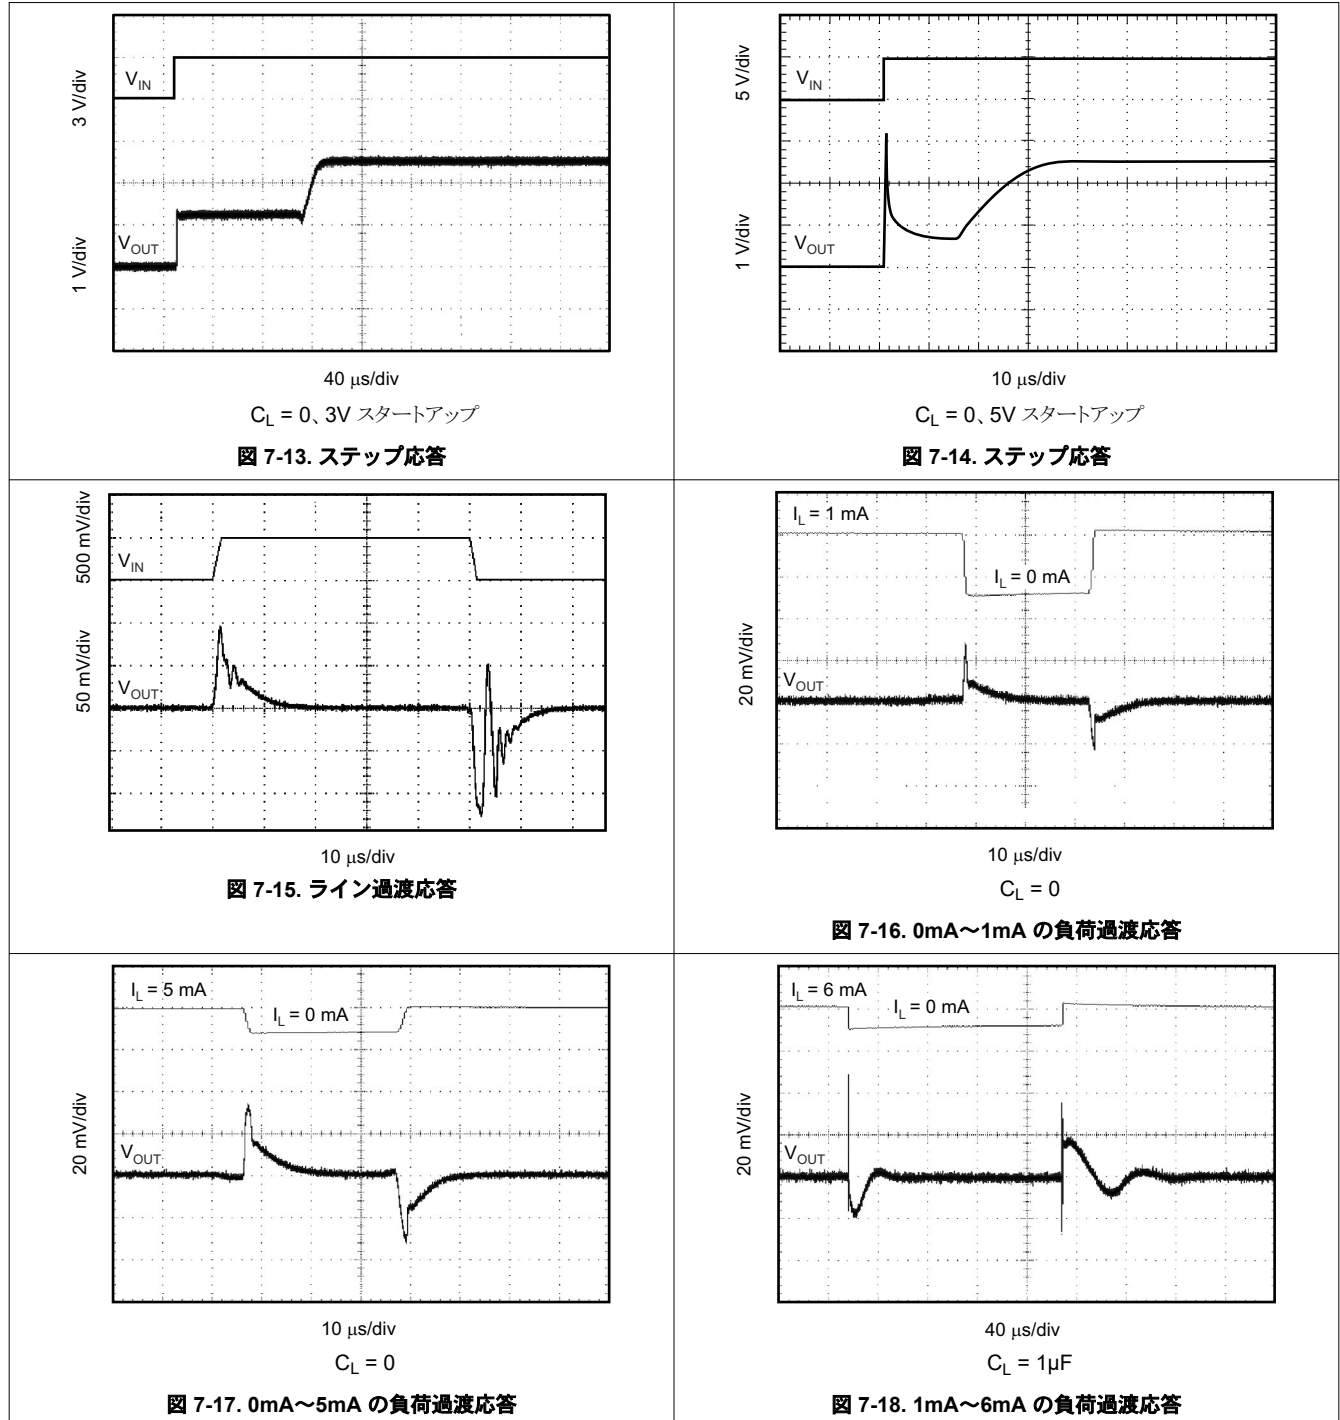 3 V/div
V_IN
1 V/div
V_OUT
40 μs/div
C_L = 0、3V スタートアップ
図 7-13. ステップ応答
5 V/div
V_IN
1 V/div
V_OUT
10 μs/div
C_L = 0、5V スタートアップ
図 7-14. ステップ応答
500 mV/div
V_IN
50 mV/div
V_OUT
10 μs/div
図 7-15. ライン過渡応答
I_L = 1 mA
I_L = 0 mA
20 mV/div
V_OUT
10 μs/div
C_L = 0
図 7-16. 0mA～1mA の負荷過渡応答
I_L = 5 mA
I_L = 0 mA
20 mV/div
V_OUT
10 μs/div
C_L = 0
図 7-17. 0mA～5mA の負荷過渡応答
I_L = 6 mA
I_L = 0 mA
20 mV/div
V_OUT
40 μs/div
C_L = 1μF
図 7-18. 1mA～6mA の負荷過渡応答